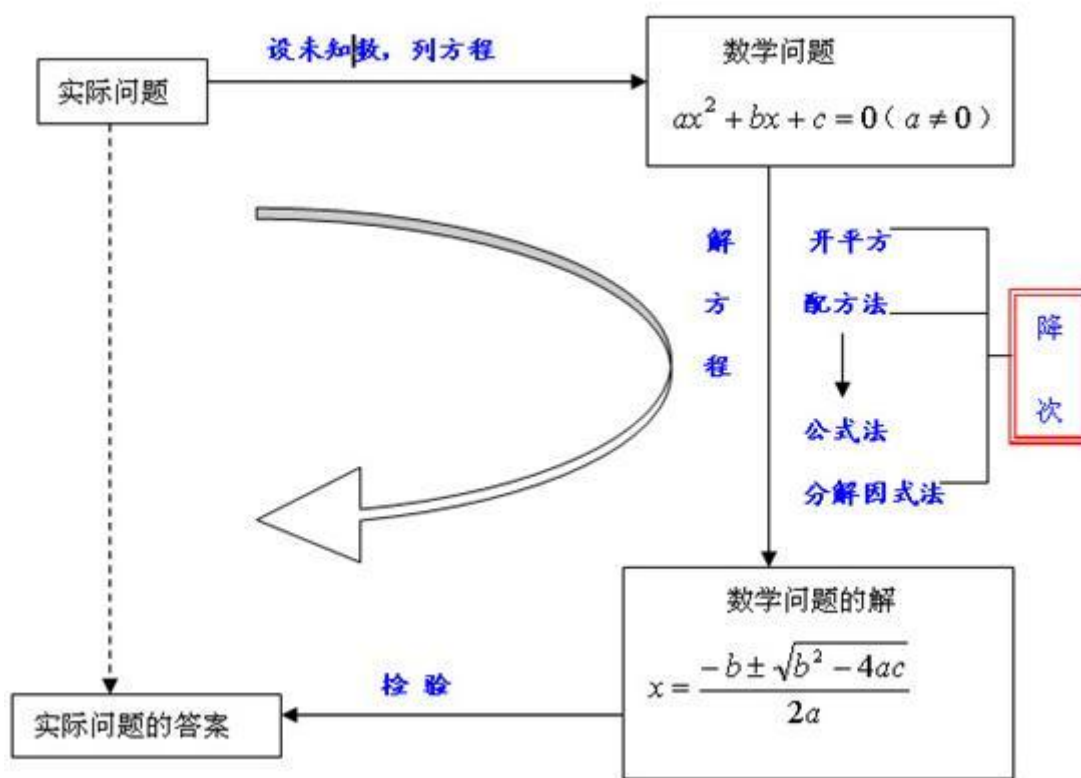 设未知数，列方程
实际问题
数学问题
ax² + bx + c = 0（a ≠ 0）
解方程
开平方
配方法
公式法
分解因式法
降次
数学问题的解
x = \frac{-b ± \sqrt{b² - 4ac}}{2a}
检 验
实际问题的答案